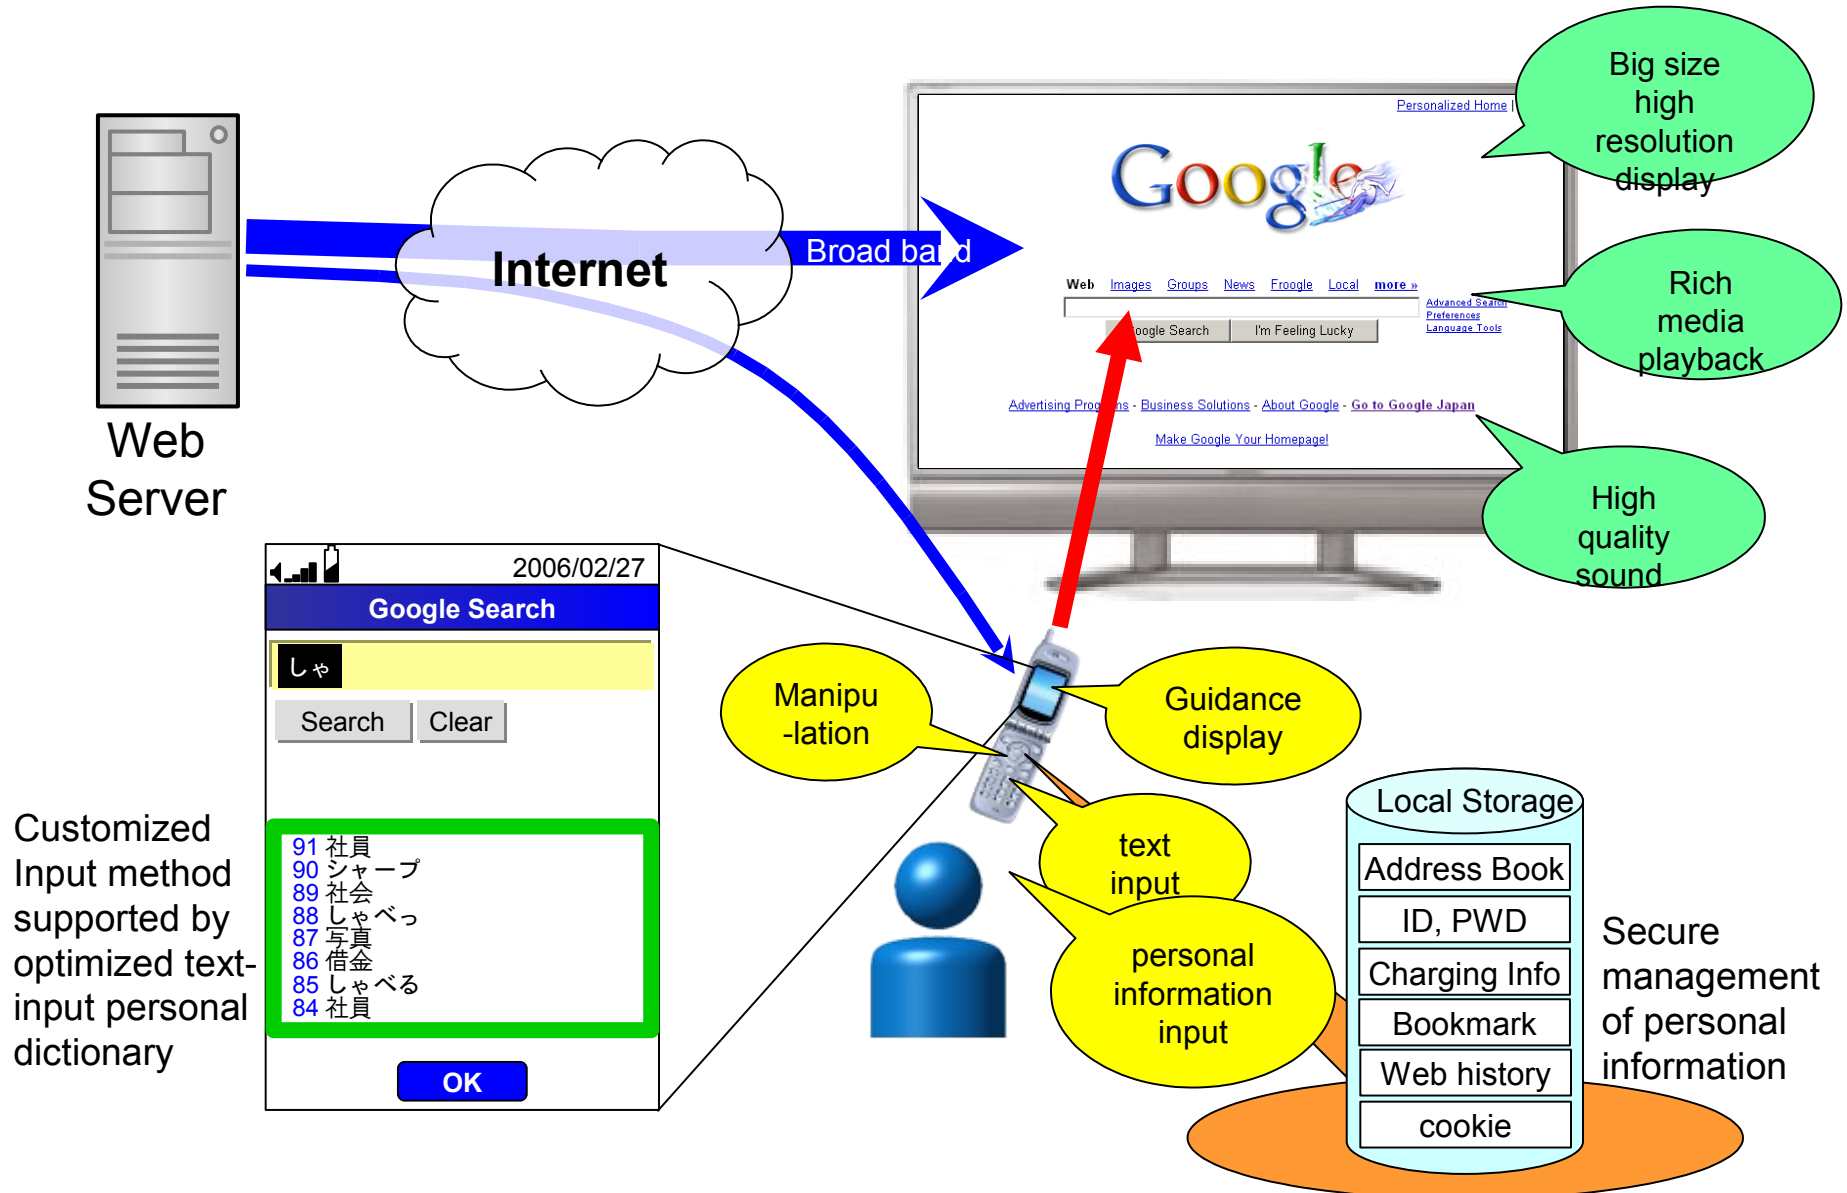 Web
Server
Internet
Broad band
Personalized Home |
Google
Web Images Groups News Froogle Local more »
Advanced Search
Preferences
Language Tools
Google Search I'm Feeling Lucky
Advertising Programs - Business Solutions - About Google - Go to Google Japan
Make Google Your Homepage!
Big size
high
resolution
display
Rich
media
playback
High
quality
sound
2006/02/27
Google Search
しゃ
Search Clear
91 社員
90 シャープ
89 社会
88 しゃべっ
87 写真
86 借金
85 しゃべる
84 社員
OK
Customized
Input method
supported by
optimized text-
input personal
dictionary
Manipu
-lation
Guidance
display
text
input
personal
information
input
Local Storage
Address Book
ID, PWD
Charging Info
Bookmark
Web history
cookie
Secure
management
of personal
information